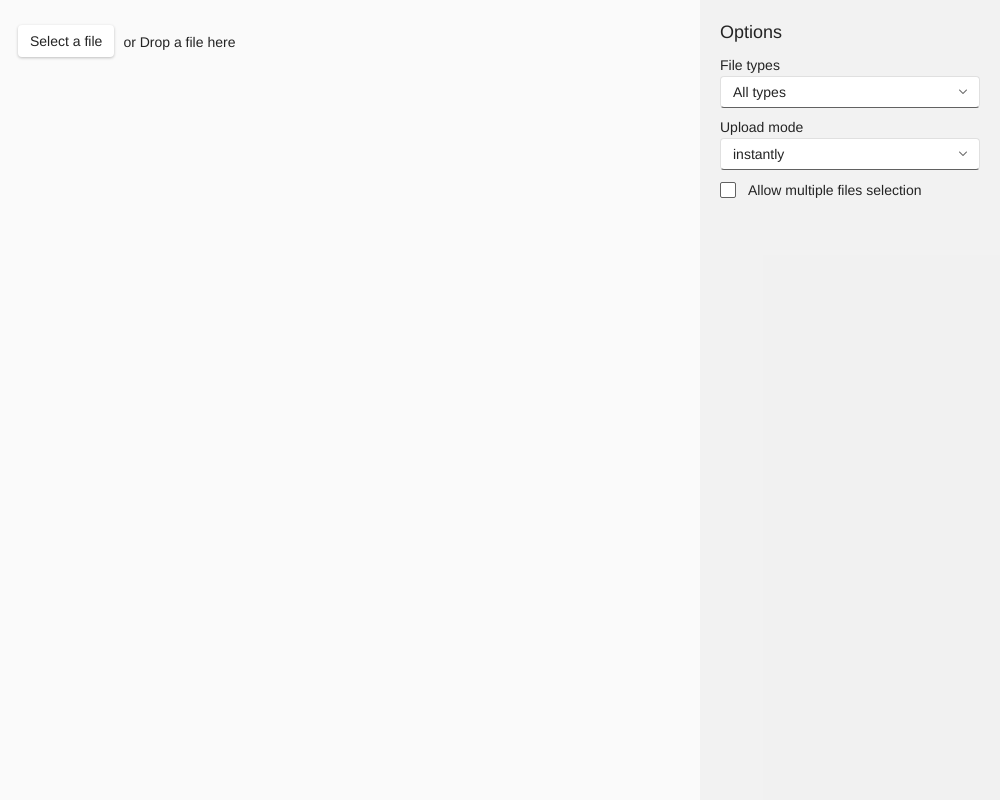 Select a file
or Drop a file here
Options
File types
All types
Upload mode
instantly
Allow multiple files selection